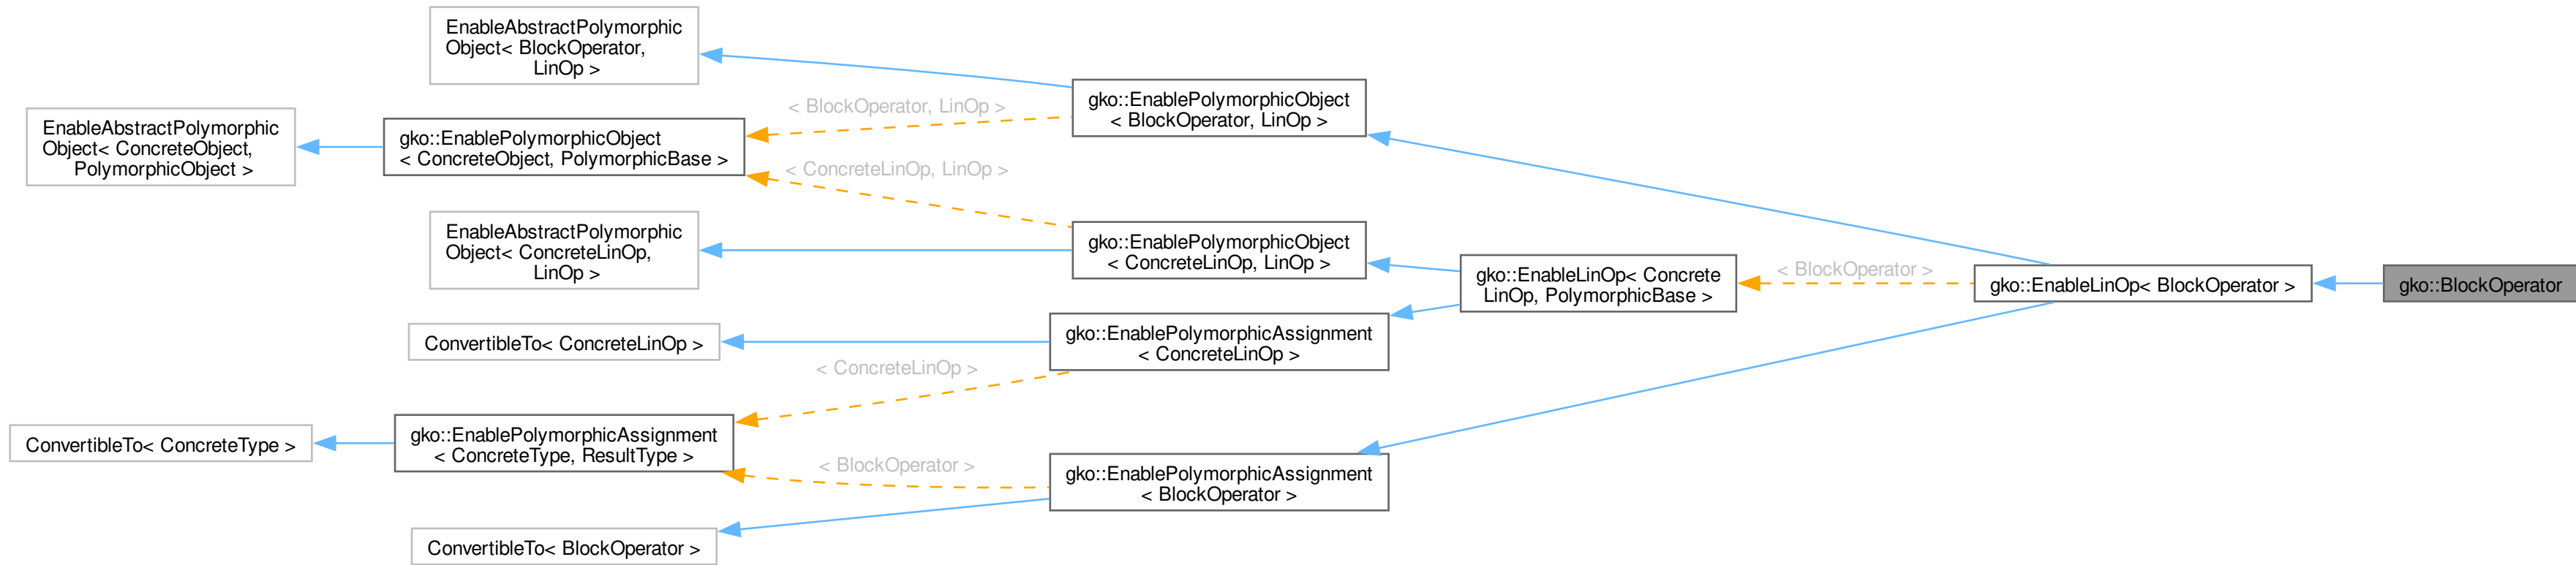 EnableAbstractPolymorphic
Object< BlockOperator,
LinOp >
gko::EnablePolymorphicObject
< BlockOperator, LinOp >
< BlockOperator, LinOp >
EnableAbstractPolymorphic
Object< ConcreteObject,
PolymorphicObject >
gko::EnablePolymorphicObject
< ConcreteObject, PolymorphicBase >
< ConcreteLinOp, LinOp >
EnableAbstractPolymorphic
Object< ConcreteLinOp,
LinOp >
gko::EnablePolymorphicObject
< ConcreteLinOp, LinOp >
gko::EnableLinOp< Concrete
LinOp, PolymorphicBase >
< BlockOperator >
gko::EnableLinOp< BlockOperator >
gko::BlockOperator
ConvertibleTo< ConcreteLinOp >
gko::EnablePolymorphicAssignment
< ConcreteLinOp >
< ConcreteLinOp >
ConvertibleTo< ConcreteType >
gko::EnablePolymorphicAssignment
< ConcreteType, ResultType >
< BlockOperator >
gko::EnablePolymorphicAssignment
< BlockOperator >
ConvertibleTo< BlockOperator >